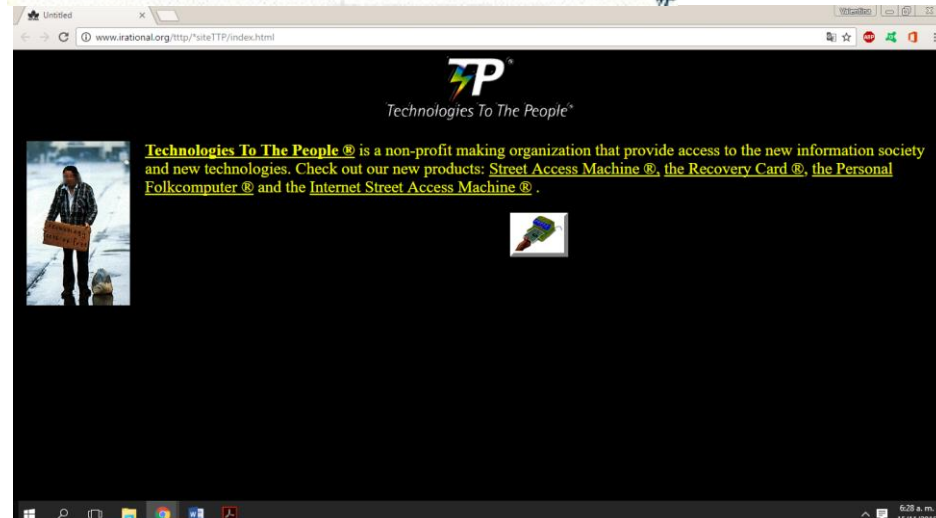 Untitled
Valentina
www.irational.org/tttp/*siteTTP/index.html
TTP®
Technologies To The People®
Technologies To The People ® is a non-profit making organization that provide access to the new information society
and new technologies. Check out our new products: Street Access Machine ®, the Recovery Card ®, the Personal
Folkcomputer ® and the Internet Street Access Machine ® .
6:28 a. m.